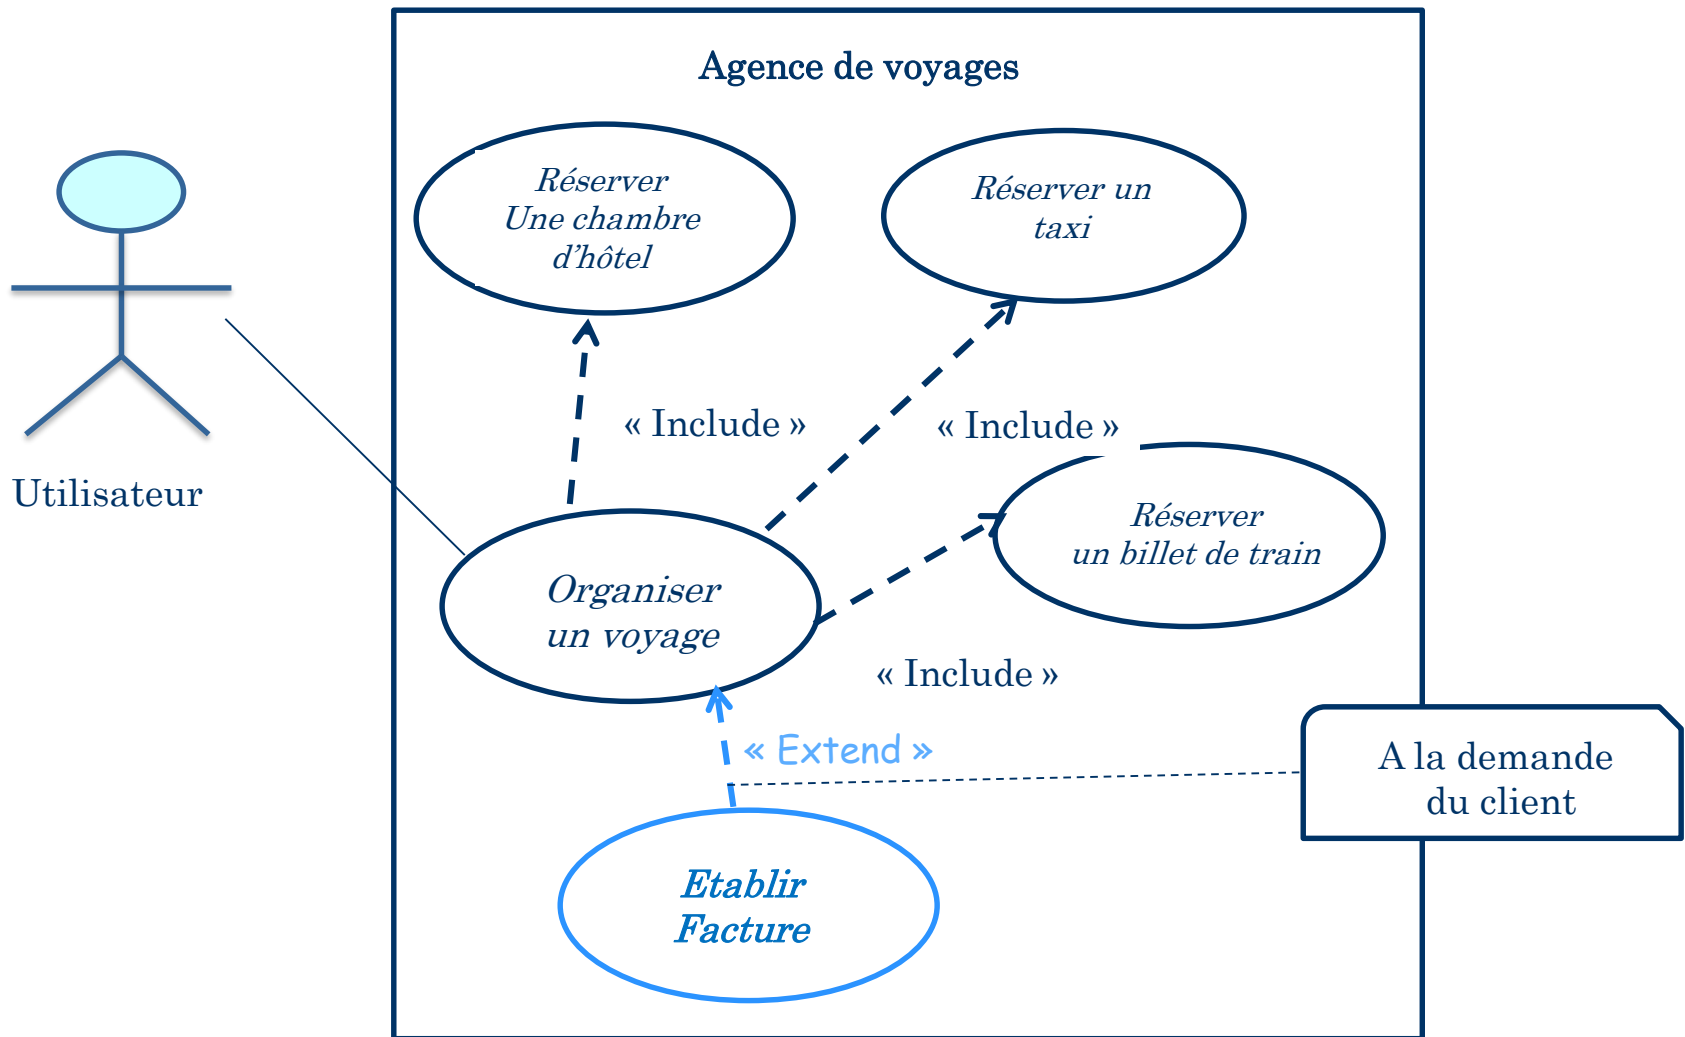 Agence de voyages
Réserver
Une chambre
d’hôtel
Réserver un
taxi
« Include »
« Include »
Utilisateur
Réserver
un billet de train
Organiser
un voyage
« Include »
« Extend »
A la demande
du client
Etablir
Facture